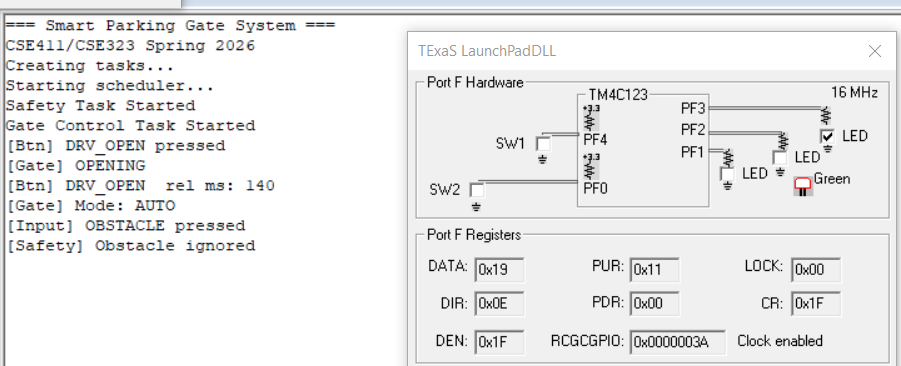 === Smart Parking Gate System ===
CSE411/CSE323 Spring 2026
Creating tasks...
Starting scheduler...
Safety Task Started
Gate Control Task Started
[Btn] DRV_OPEN pressed
[Gate] OPENING
[Btn] DRV_OPEN  rel ms: 140
[Gate] Mode: AUTO
[Input] OBSTACLE pressed
[Safety] Obstacle ignored
TExaS LaunchPadDLL
Port F Hardware
TM4C123
16 MHz
+3.3
PF3
PF4
PF2
LED
SW1
PF1
LED
+3.3
LED
Green
SW2
PF0
Port F Registers
DATA: 0x19 PUR: 0x11 LOCK: 0x00
DIR: 0x0E PDR: 0x00 CR: 0x1F
DEN: 0x1F RCGCGPIO: 0x0000003A Clock enabled